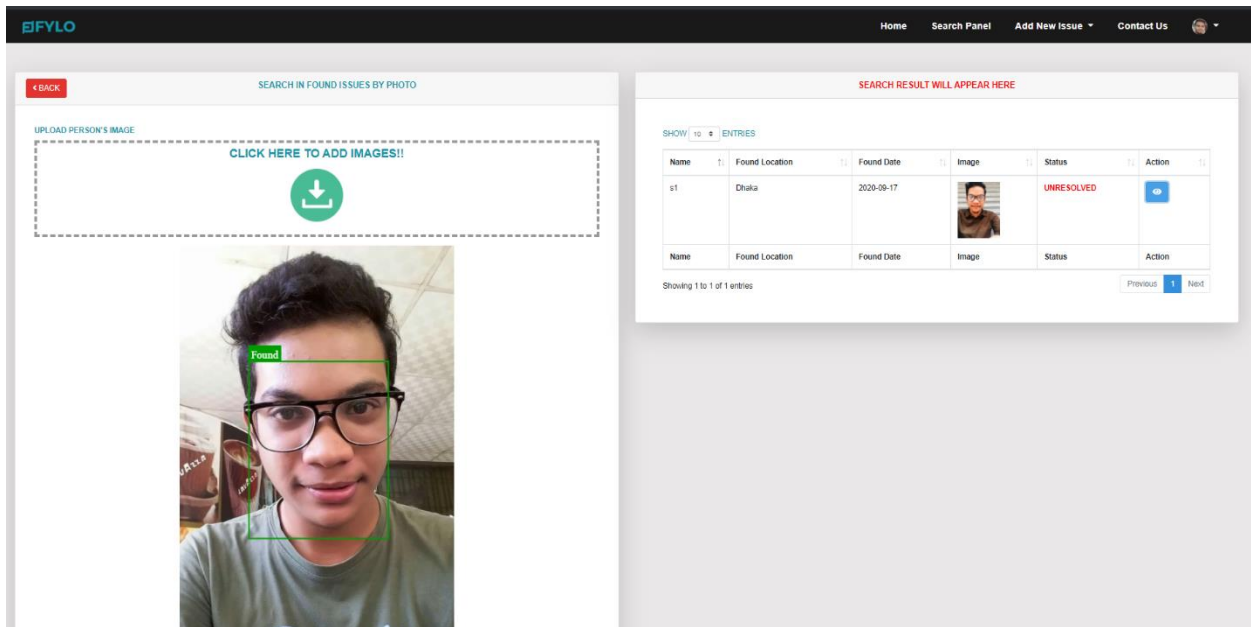 FYLO
Home Search Panel Add New Issue Contact Us
BACK
SEARCH IN FOUND ISSUES BY PHOTO
UPLOAD PERSON'S IMAGE
CLICK HERE TO ADD IMAGES!!
Found
SEARCH RESULT WILL APPEAR HERE
SHOW 10 ENTRIES
Name Found Location Found Date Image Status Action
s1 Dhaka 2020-09-17 UNRESOLVED
Name Found Location Found Date Image Status Action
Showing 1 to 1 of 1 entries
Previous 1 Next